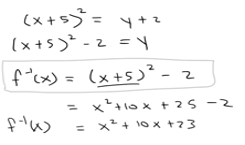 (x+5)² = y+2
(x+5)² - 2 = y
f⁻¹(x) = (x+5)² - 2
= x²+10x+25 -2
f⁻¹(x) = x²+10x+23